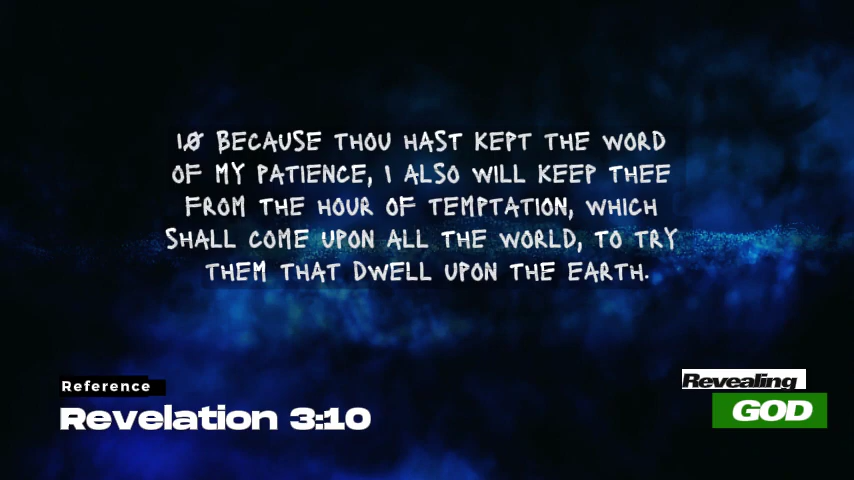 10 BECAUSE THOU HAST KEPT THE WORD
OF MY PATIENCE, I ALSO WILL KEEP THEE
FROM THE HOUR OF TEMPTATION, WHICH
SHALL COME UPON ALL THE WORLD, TO TRY
THEM THAT DWELL UPON THE EARTH.
Reference
Revelation 3:10
Revealing
GOD